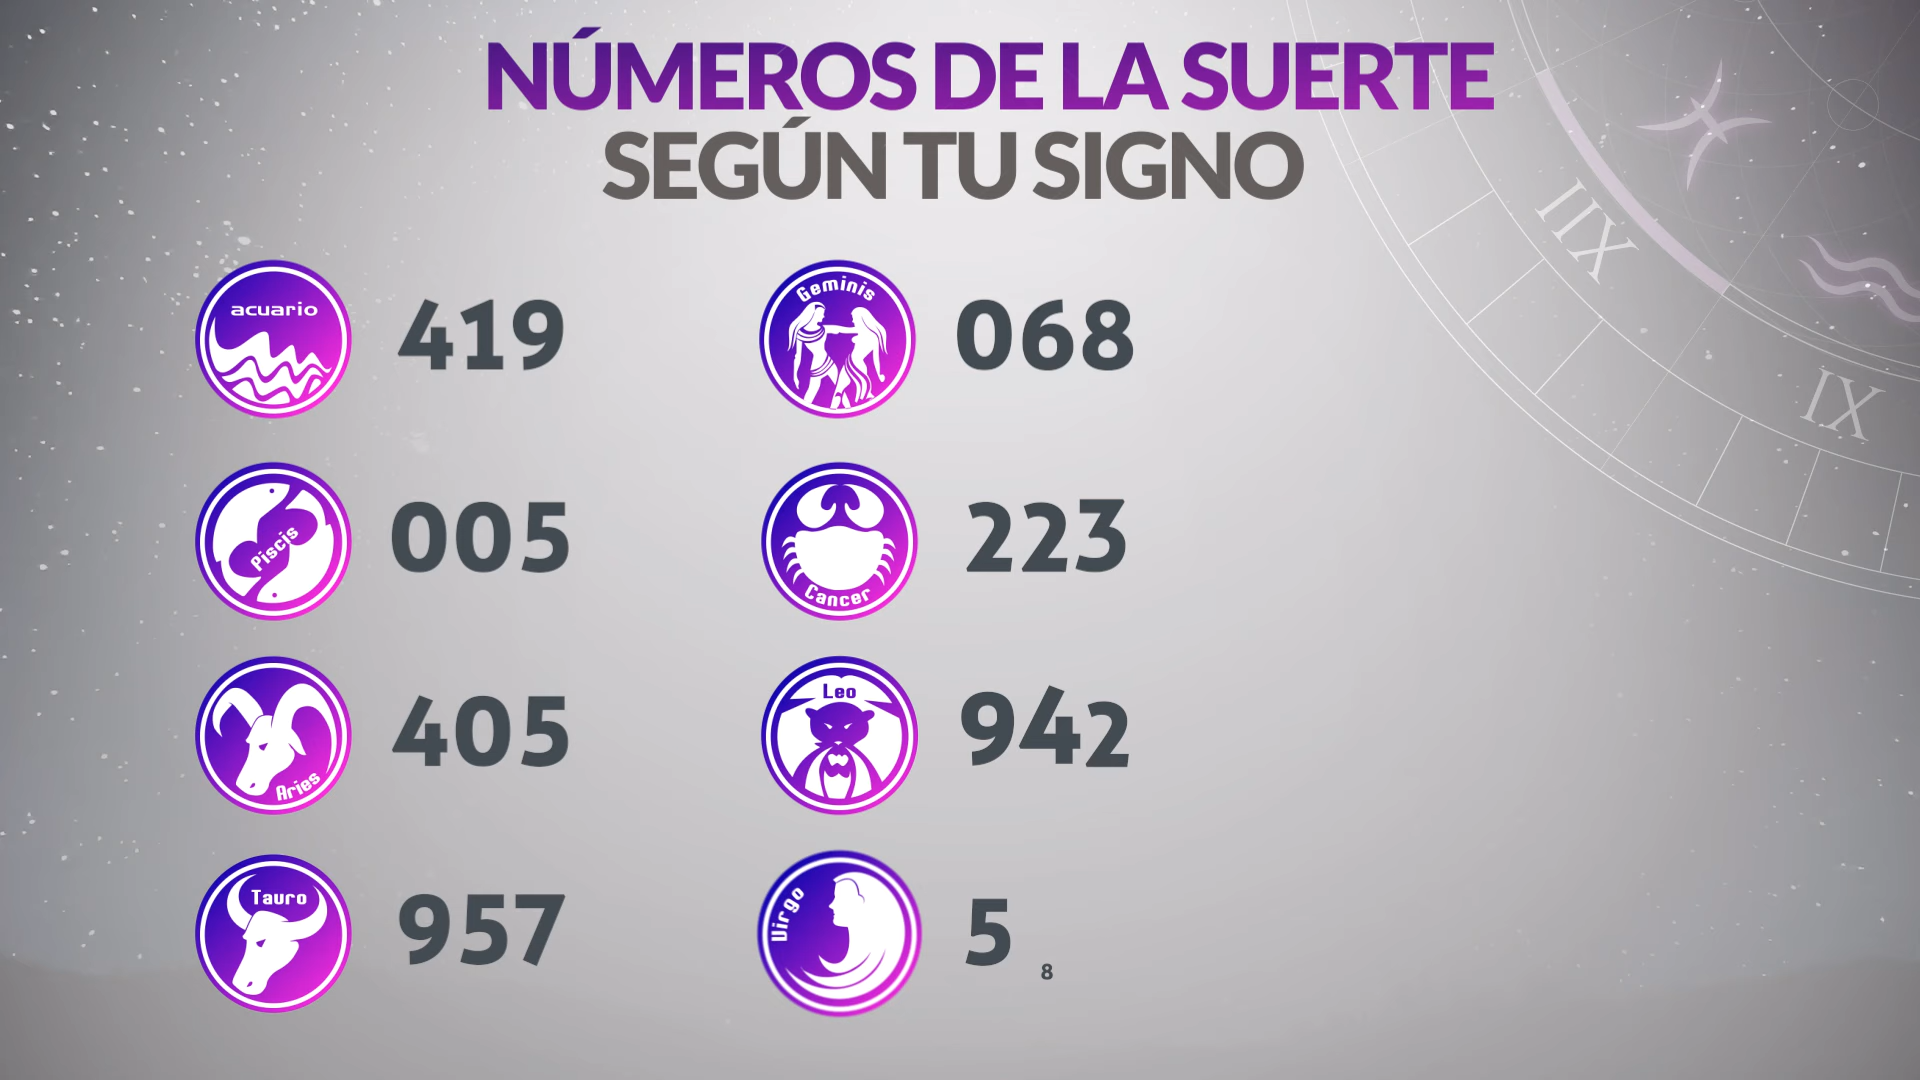 NÚMEROS DE LA SUERTE
SEGÚN TU SIGNO
acuario 419
Piscis 005
Aries 405
Tauro 957
Geminis 068
Cancer 223
Leo 942
Virgo 5 8
XII
XI